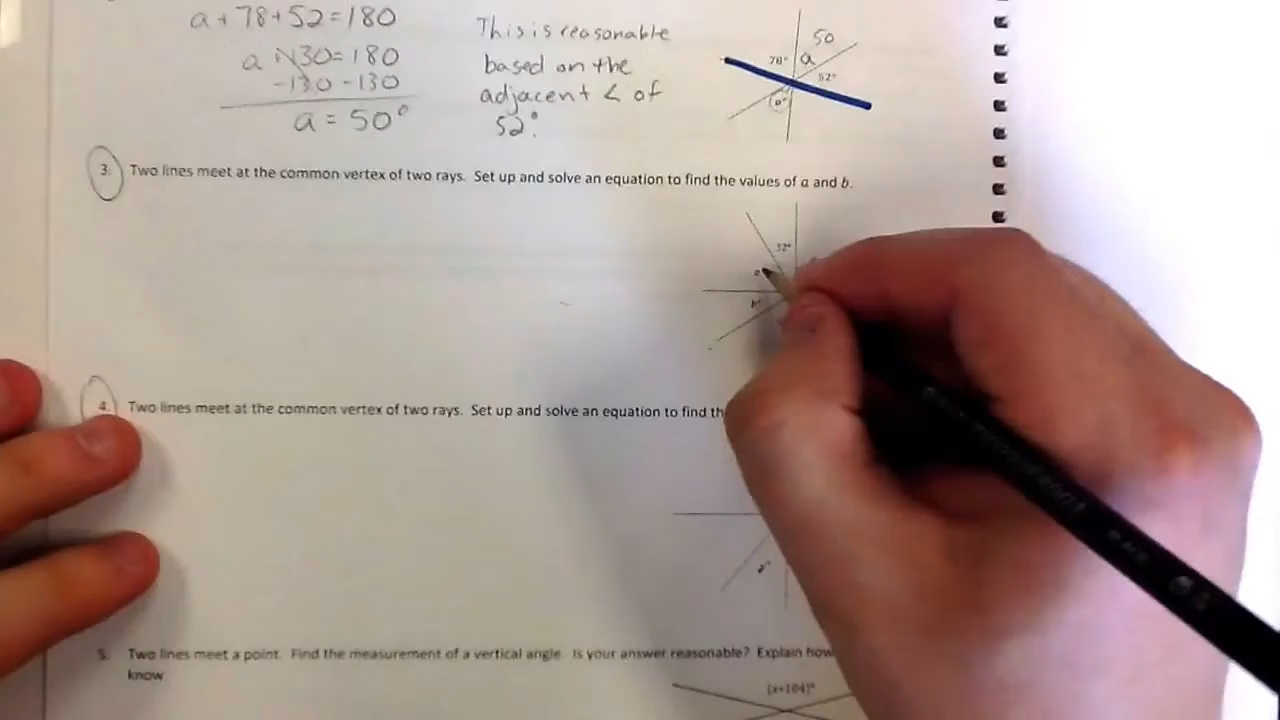 a + 78 + 52 = 180
a + 130 = 180
-130 -130
a = 50°
This is reasonable
based on the
adjacent < of
52°.
50
78° a
52°
a°
3. Two lines meet at the common vertex of two rays. Set up and solve an equation to find the values of a and b.
32°
a°
b°
4. Two lines meet at the common vertex of two rays. Set up and solve an equation to find th
5. Two lines meet a point. Find the measurement of a vertical angle. Is your answer reasonable? Explain how
know.
(x+104)°